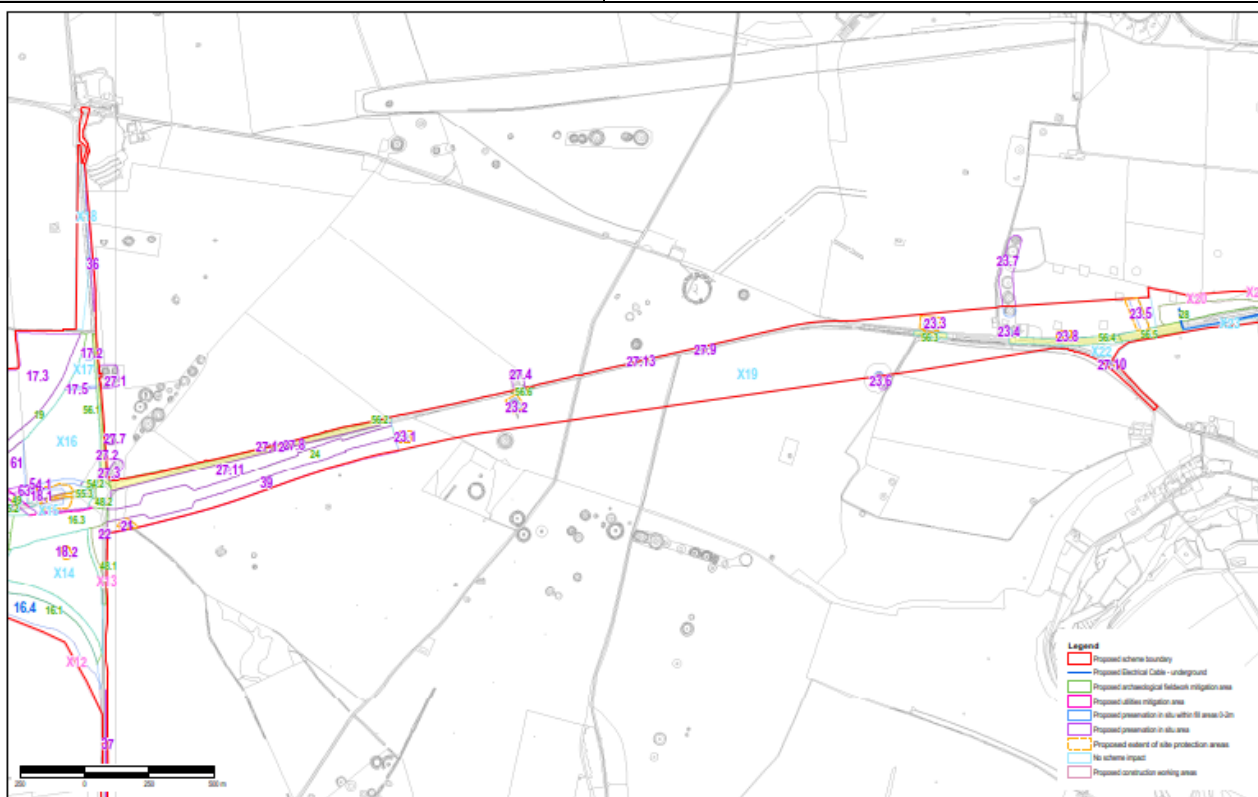 X18
36
17.2
X17
17.3
17.5
27.1
19
56.1
X16
27.7
27.2
27.3
61
54.1
18.1
54.2
55.3
48.2
16.3
22
21
18.2
X14
48.1
X13
16.4
16.1
X12
37
27.12
27.8
56.2
23.1
24
27.11
39
27.4
56.6
23.2
27.13
27.9
X19
23.7
23.3
56.3
23.4
23.8
56.4
23.5
56.5
X20
28
X22
27.10
23.6
Legend
Proposed scheme boundary
Proposed Electrical Cable - underground
Proposed archaeological fieldwork mitigation area
Proposed utilities mitigation area
Proposed preservation in situ within fill areas 0-2m
Proposed preservation in situ area
Proposed extent of site protection areas
No scheme impact
Proposed construction working areas
250 0 250 500 m